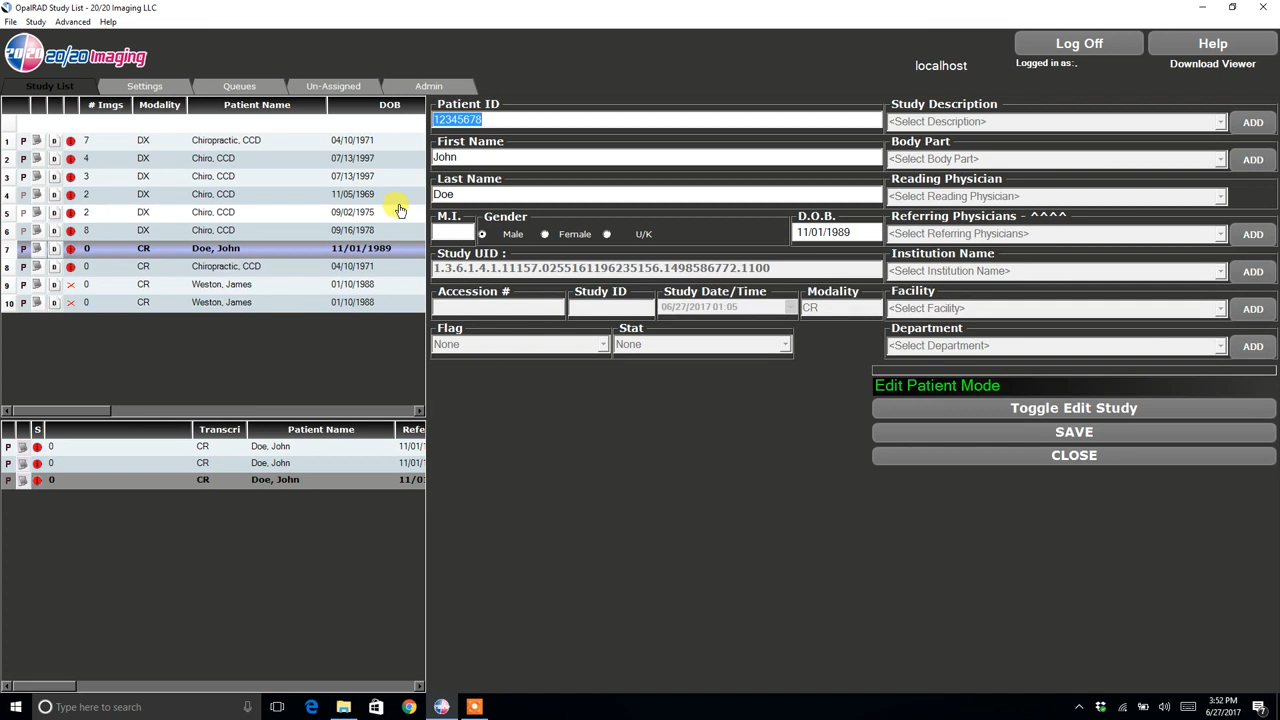 OpalRAD Study List - 20/20 Imaging LLC
File Study Advanced Help
20/20 20/20 Imaging
localhost
Log Off Help
Logged in as:. Download Viewer
Study List Settings Queues Un-Assigned Admin
# Imgs Modality Patient Name DOB
1 P D 7 DX Chiropractic, CCD 04/10/1971
2 P D 4 DX Chiro, CCD 07/13/1997
3 P D 3 DX Chiro, CCD 07/13/1997
4 P D 2 DX Chiro, CCD 11/05/1969
5 P D 2 DX Chiro, CCD 09/02/1975
6 P D 8 DX Chiro, CCD 09/16/1978
7 P D 0 CR Doe, John 11/01/1989
8 P D 0 CR Chiropractic, CCD 04/10/1971
9 P D 0 CR Weston, James 01/10/1988
10 P D 0 CR Weston, James 01/10/1988
S Transcri Patient Name Refe
P 0 CR Doe, John 11/01/
P 0 CR Doe, John 11/01/
P 0 CR Doe, John 11/0
Patient ID
12345678
First Name
John
Last Name
Doe
M.I. Gender D.O.B.
Male Female U/K 11/01/1989
Study UID :
1.3.6.1.4.1.11157.0255161196235156.1498586772.1100
Accession # Study ID Study Date/Time Modality
06/27/2017 01:05 CR
Flag Stat
None None
Study Description
<Select Description> ADD
Body Part
<Select Body Part> ADD
Reading Physician
<Select Reading Physician>
Referring Physicians - ^^^^
<Select Referring Physicians> ADD
Institution Name
<Select Institution Name> ADD
Facility
<Select Facility> ADD
Department
<Select Department> ADD
Edit Patient Mode
Toggle Edit Study
SAVE
CLOSE
Type here to search
3:52 PM
6/27/2017